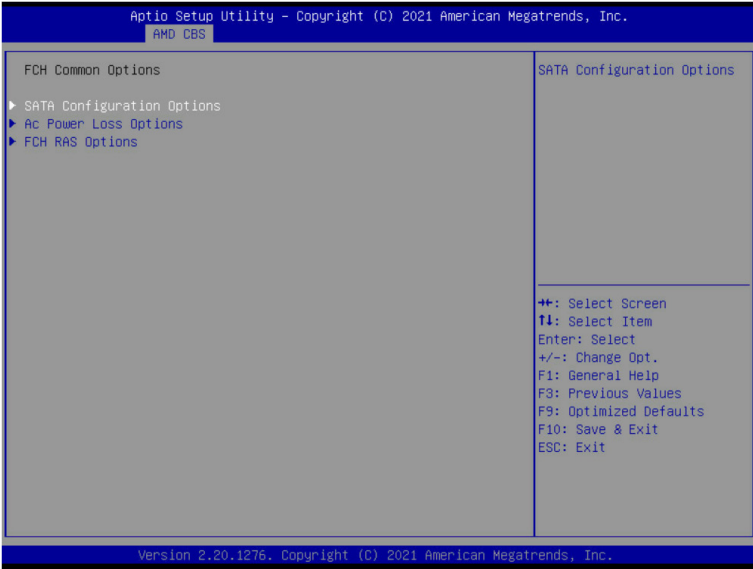 Aptio Setup Utility – Copyright (C) 2021 American Megatrends, Inc.
AMD CBS
FCH Common Options
SATA Configuration Options
Ac Power Loss Options
FCH RAS Options
SATA Configuration Options
→←: Select Screen
↑↓: Select Item
Enter: Select
+/-: Change Opt.
F1: General Help
F3: Previous Values
F9: Optimized Defaults
F10: Save & Exit
ESC: Exit
Version 2.20.1276. Copyright (C) 2021 American Megatrends, Inc.